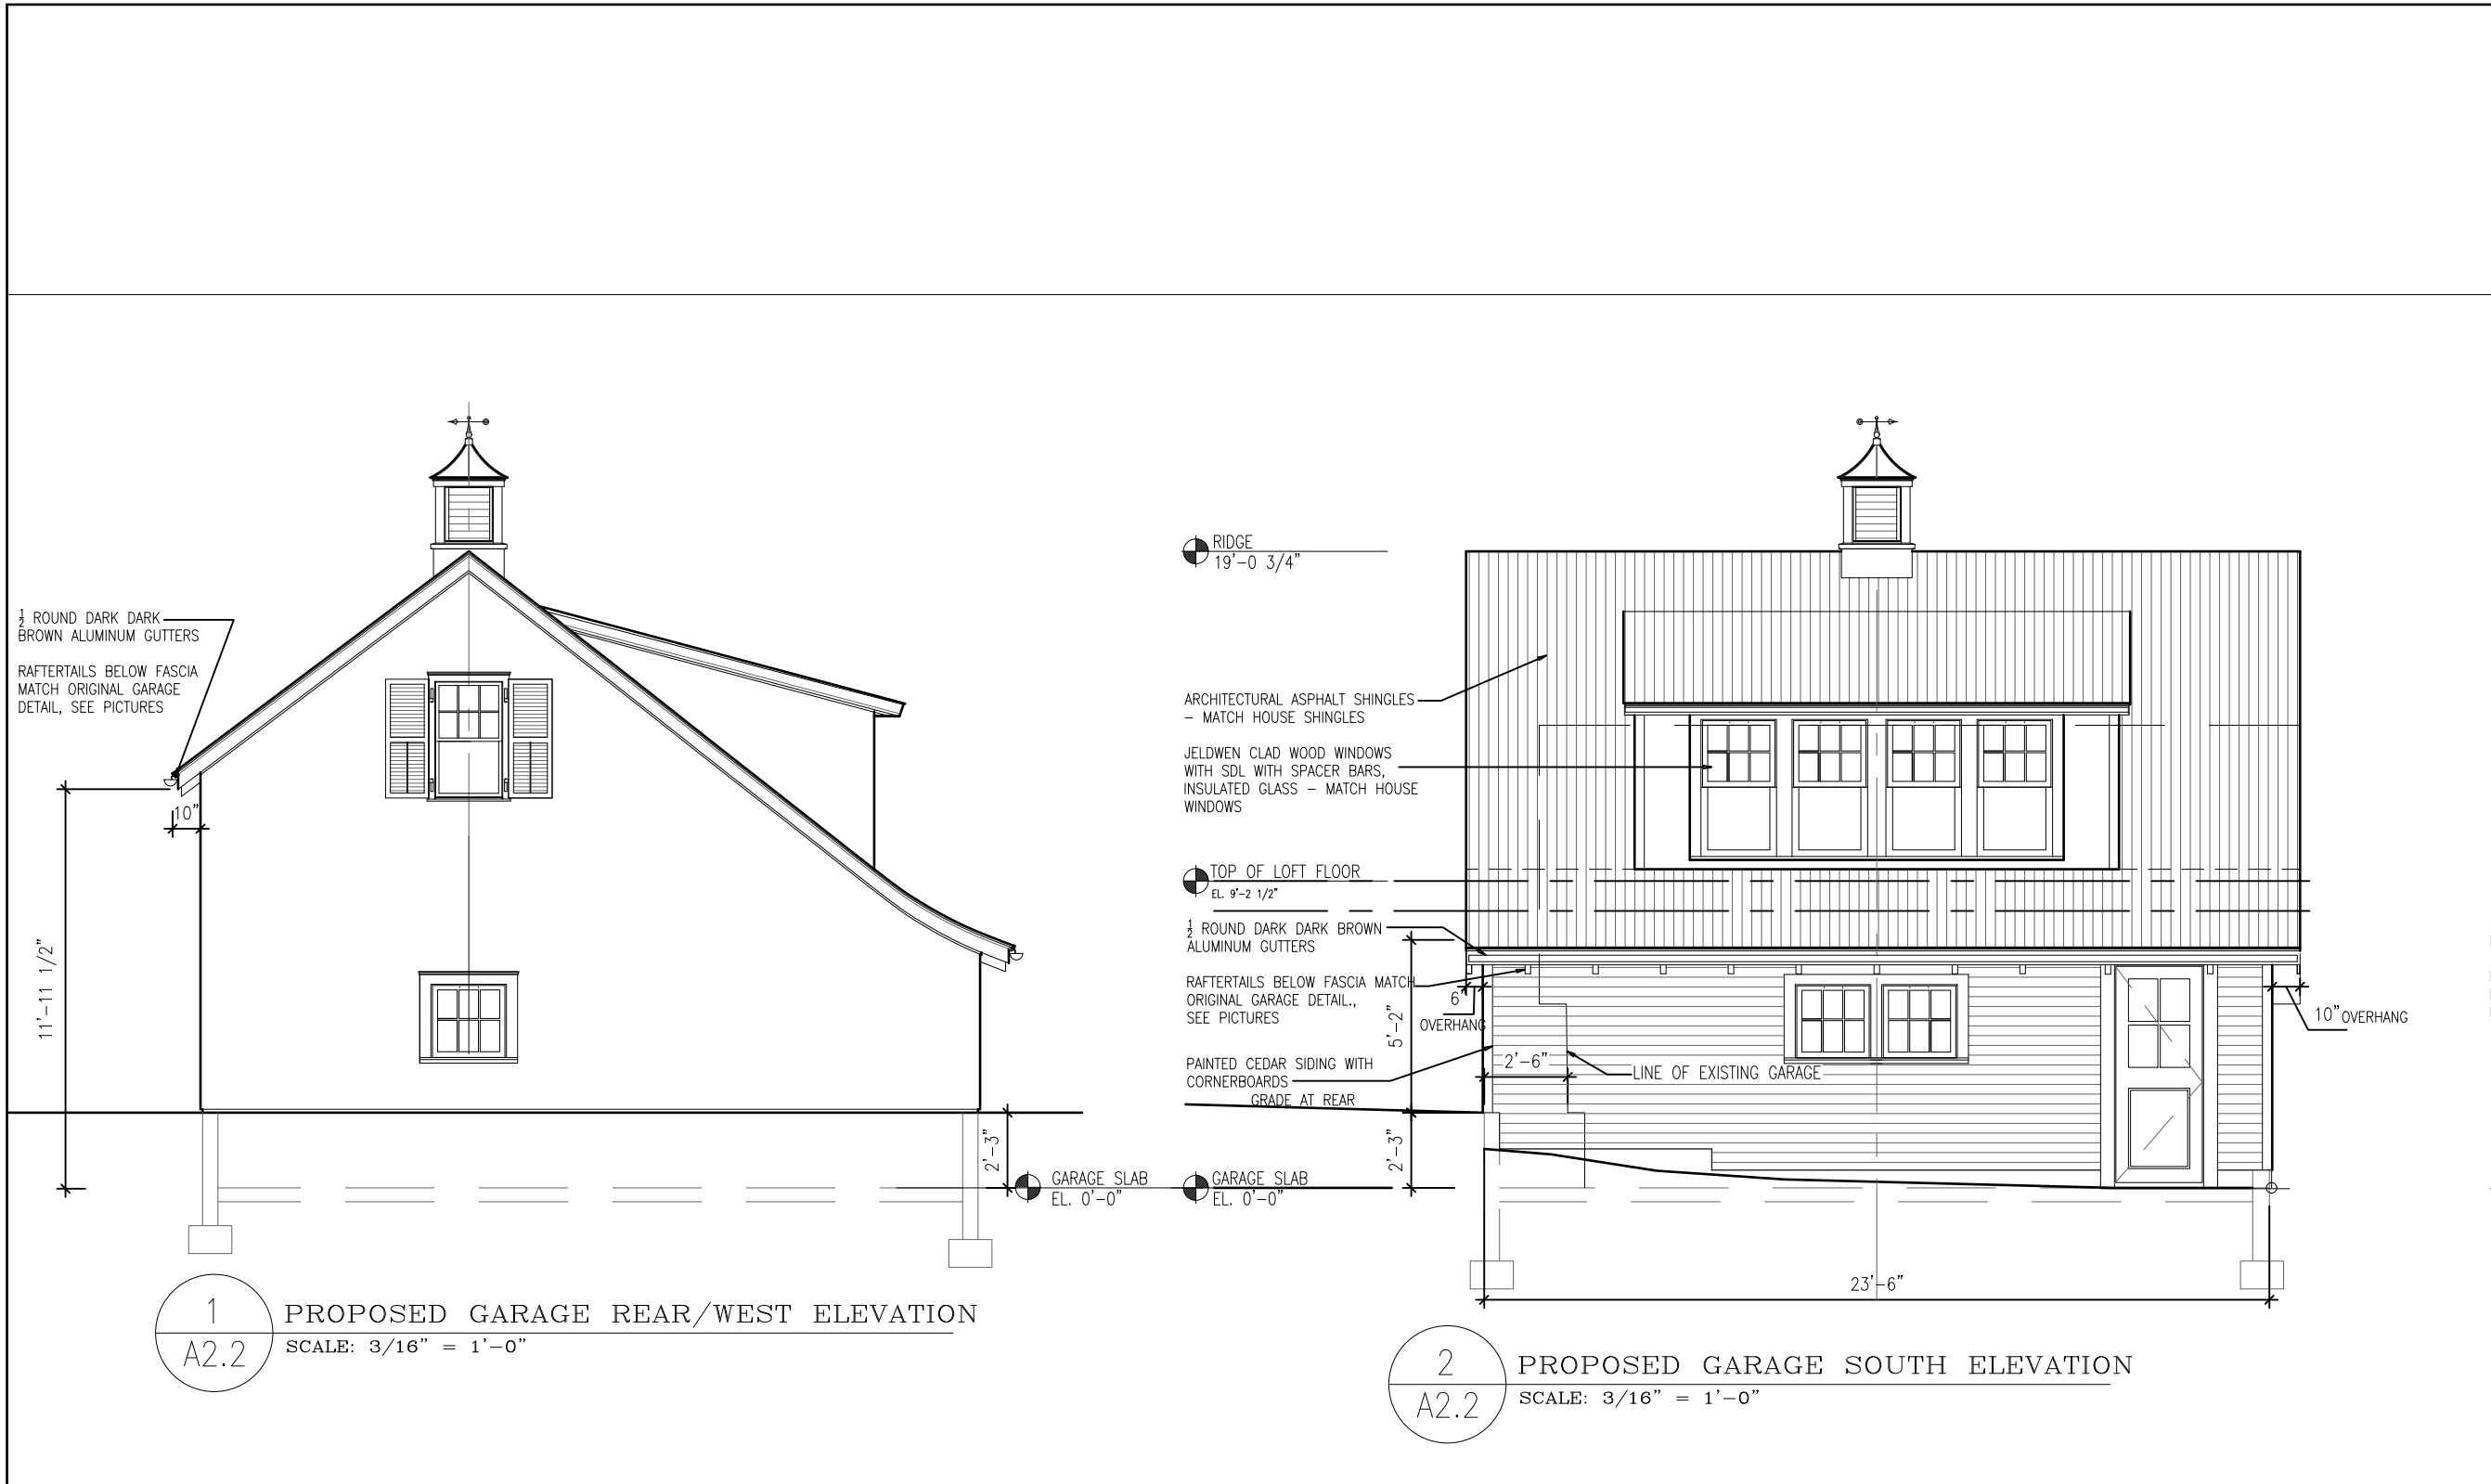 ½ ROUND DARK DARK
BROWN ALUMINUM GUTTERS
RAFTERTAILS BELOW FASCIA
MATCH ORIGINAL GARAGE
DETAIL, SEE PICTURES
10"
11'-11 1/2"
2'-3"
GARAGE SLAB
EL. 0'-0"
1
A2.2
PROPOSED GARAGE REAR/WEST ELEVATION
SCALE: 3/16" = 1'-0"
RIDGE
19'-0 3/4"
ARCHITECTURAL ASPHALT SHINGLES
- MATCH HOUSE SHINGLES
JELDWEN CLAD WOOD WINDOWS
WITH SDL WITH SPACER BARS,
INSULATED GLASS - MATCH HOUSE
WINDOWS
TOP OF LOFT FLOOR
EL. 9'-2 1/2"
½ ROUND DARK DARK BROWN
ALUMINUM GUTTERS
RAFTERTAILS BELOW FASCIA MATCH
ORIGINAL GARAGE DETAIL.,
SEE PICTURES
6"
OVERHANG
5'-2"
PAINTED CEDAR SIDING WITH
CORNERBOARDS
GRADE AT REAR
2'-6"
LINE OF EXISTING GARAGE
10" OVERHANG
2'-3"
GARAGE SLAB
EL. 0'-0"
23'-6"
2
A2.2
PROPOSED GARAGE SOUTH ELEVATION
SCALE: 3/16" = 1'-0"